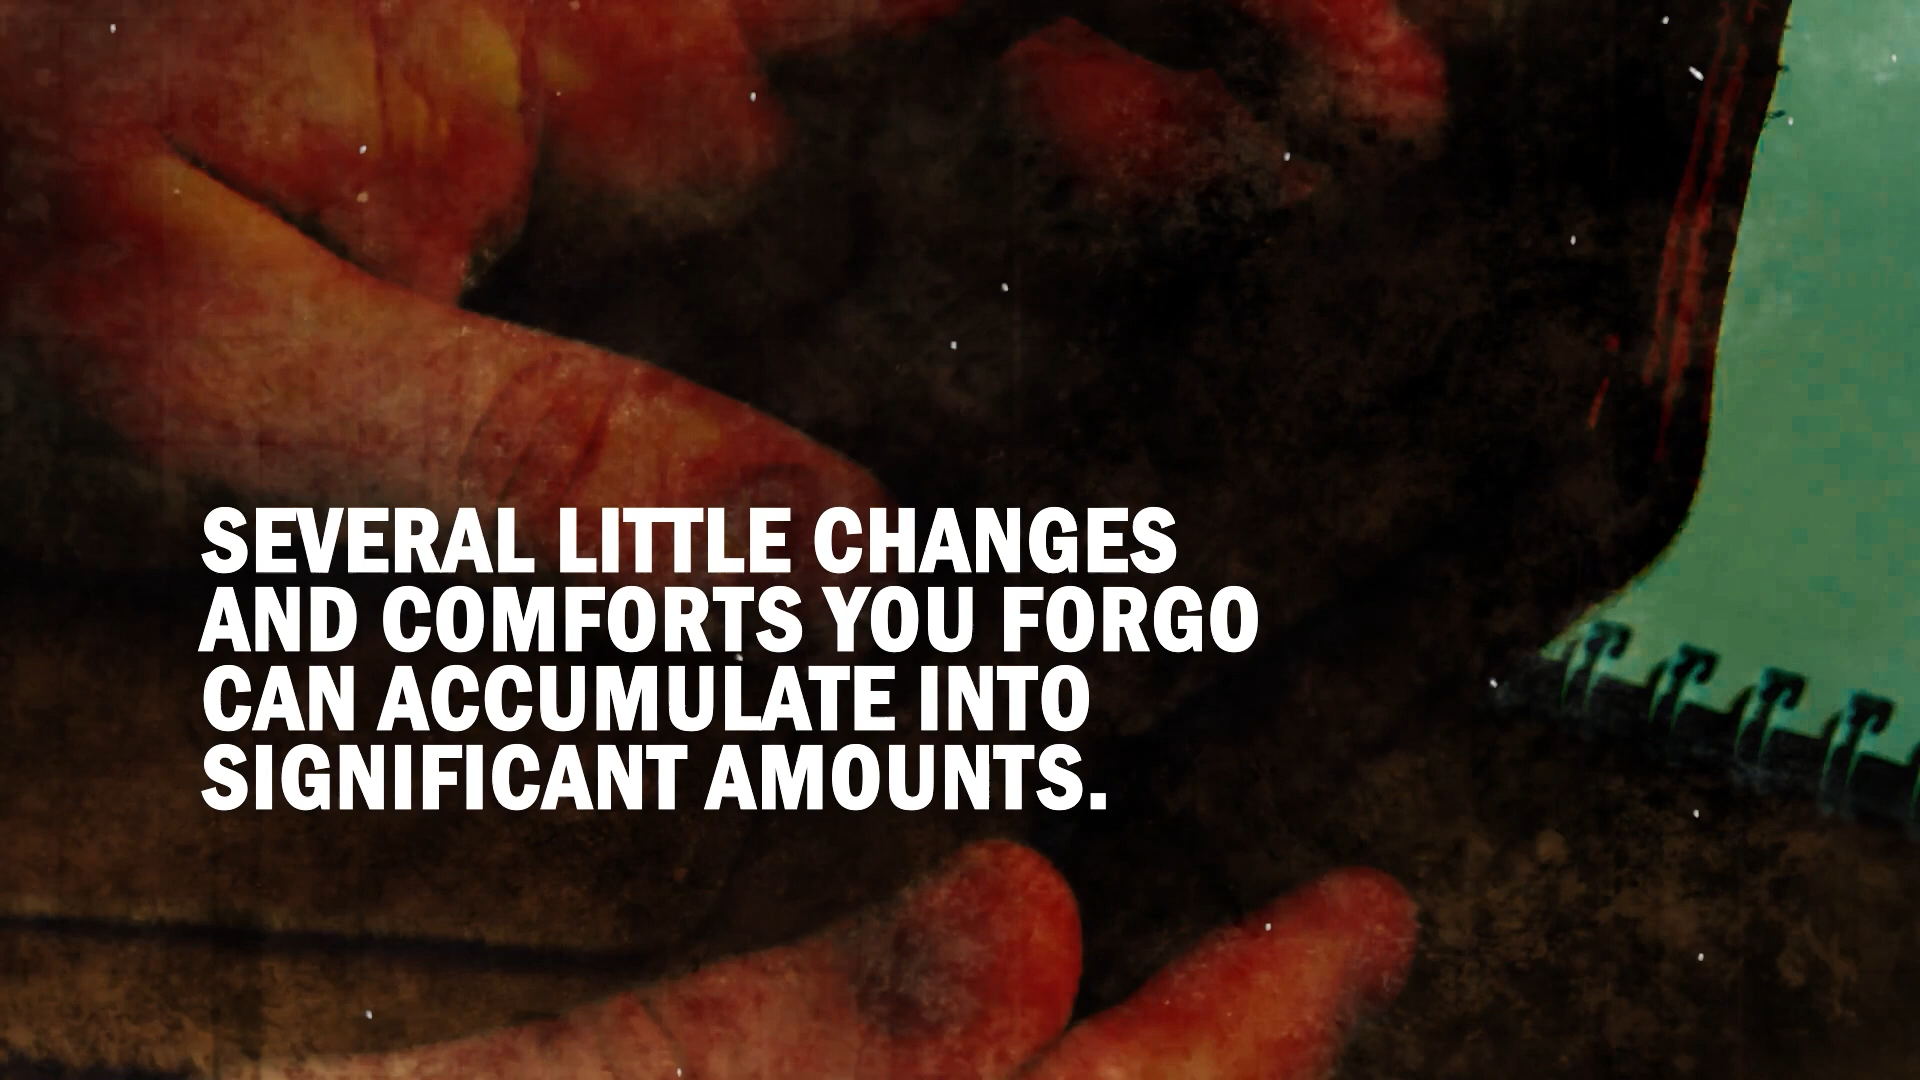 SEVERAL LITTLE CHANGES
AND COMFORTS YOU FORGO
CAN ACCUMULATE INTO
SIGNIFICANT AMOUNTS.